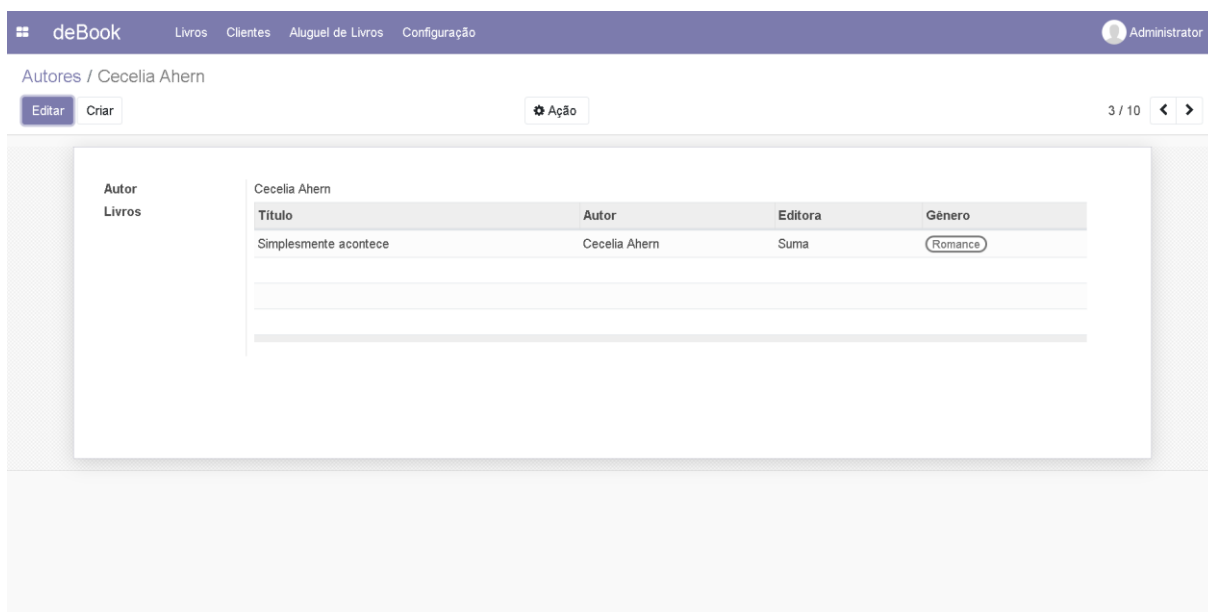 deBook Livros Clientes Aluguel de Livros Configuração Administrator
Autores / Cecelia Ahern
Editar Criar Ação 3 / 10
Autor Cecelia Ahern
Livros Título Autor Editora Gênero
Simplesmente acontece Cecelia Ahern Suma Romance